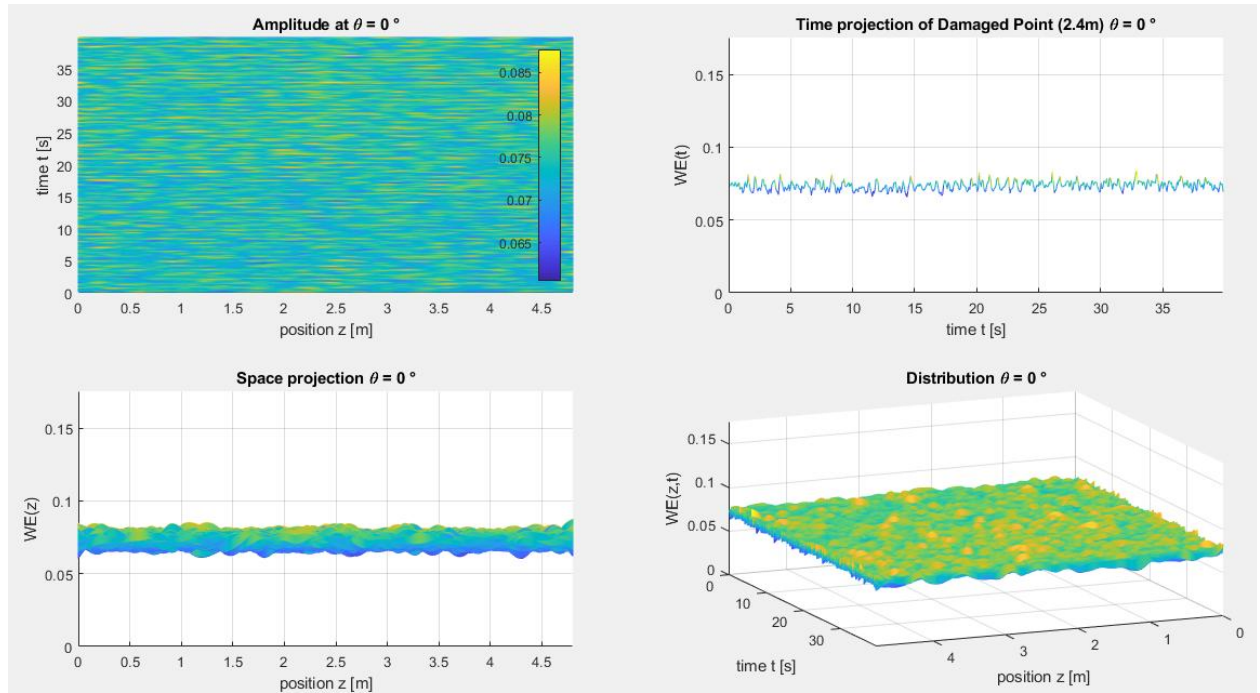 Amplitude at θ = 0 °
35
30
25
20
15
10
5
0
time t [s]
0.085
0.08
0.075
0.07
0.065
0 0.5 1 1.5 2 2.5 3 3.5 4 4.5
position z [m]
Time projection of Damaged Point (2.4m) θ = 0 °
0.15
0.1
0.05
0
WE(t)
0 5 10 15 20 25 30 35
time t [s]
Space projection θ = 0 °
0.15
0.1
0.05
0
WE(z)
0 0.5 1 1.5 2 2.5 3 3.5 4 4.5
position z [m]
Distribution θ = 0 °
0.15
0.1
0.05
0
WE(z,t)
0
10
20
30
time t [s]
4 3 2 1 0
position z [m]